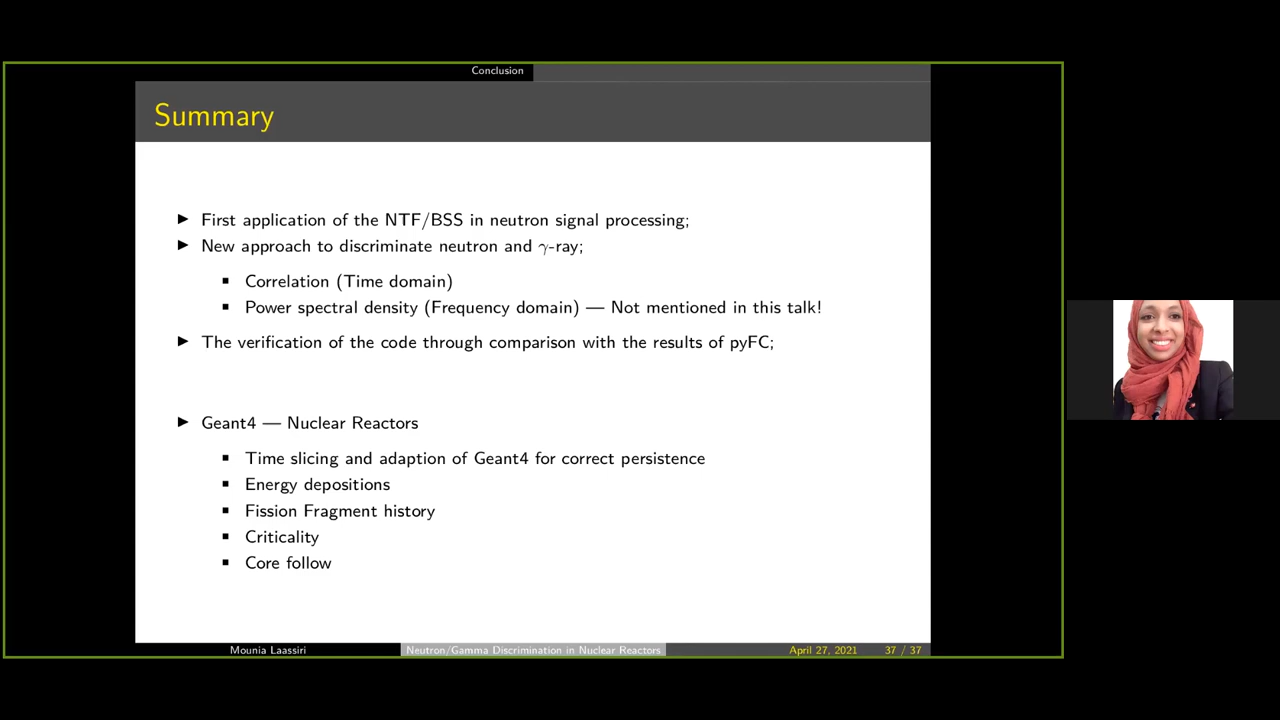 Conclusion
Summary
▶ First application of the NTF/BSS in neutron signal processing;
▶ New approach to discriminate neutron and γ-ray;
▪ Correlation (Time domain)
▪ Power spectral density (Frequency domain) — Not mentioned in this talk!
▶ The verification of the code through comparison with the results of pyFC;
▶ Geant4 — Nuclear Reactors
▪ Time slicing and adaption of Geant4 for correct persistence
▪ Energy depositions
▪ Fission Fragment history
▪ Criticality
▪ Core follow
Mounia Laassiri Neutron/Gamma Discrimination in Nuclear Reactors April 27, 2021 37 / 37